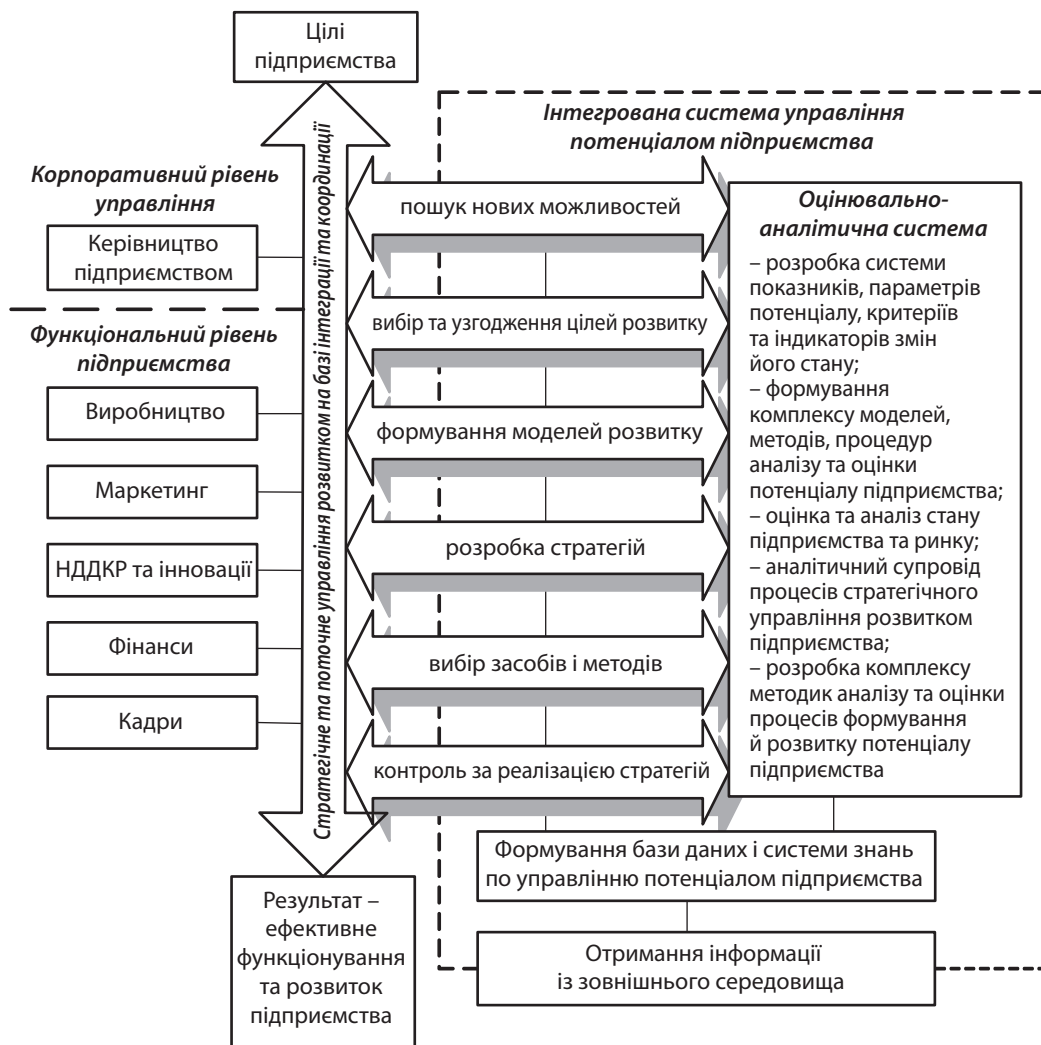 Цілі
підприємства
Інтегрована система управління
потенціалом підприємства
Корпоративний рівень
управління
Керівництво
підприємством
Функціональний рівень
підприємства
Виробництво
Маркетинг
НДДКР та інновації
Фінанси
Кадри
Стратегічне та поточне управління розвитком на базі інтеграції та координації
пошук нових можливостей
вибір та узгодження цілей розвитку
формування моделей розвитку
розробка стратегій
вибір засобів і методів
контроль за реалізацією стратегій
Оцінювально-
аналітична система
– розробка системи
показників, параметрів
потенціалу, критеріїв
та індикаторів змін
його стану;
– формування
комплексу моделей,
методів, процедур
аналізу та оцінки
потенціалу підприємства;
– оцінка та аналіз стану
підприємства та ринку;
– аналітичний супровід
процесів стратегічного
управління розвитком
підприємства;
– розробка комплексу
методик аналізу та оцінки
процесів формування
й розвитку потенціалу
підприємства
Формування бази даних і системи знань
по управлінню потенціалом підприємства
Отримання інформації
із зовнішнього середовища
Результат –
ефективне
функціонування
та розвиток
підприємства